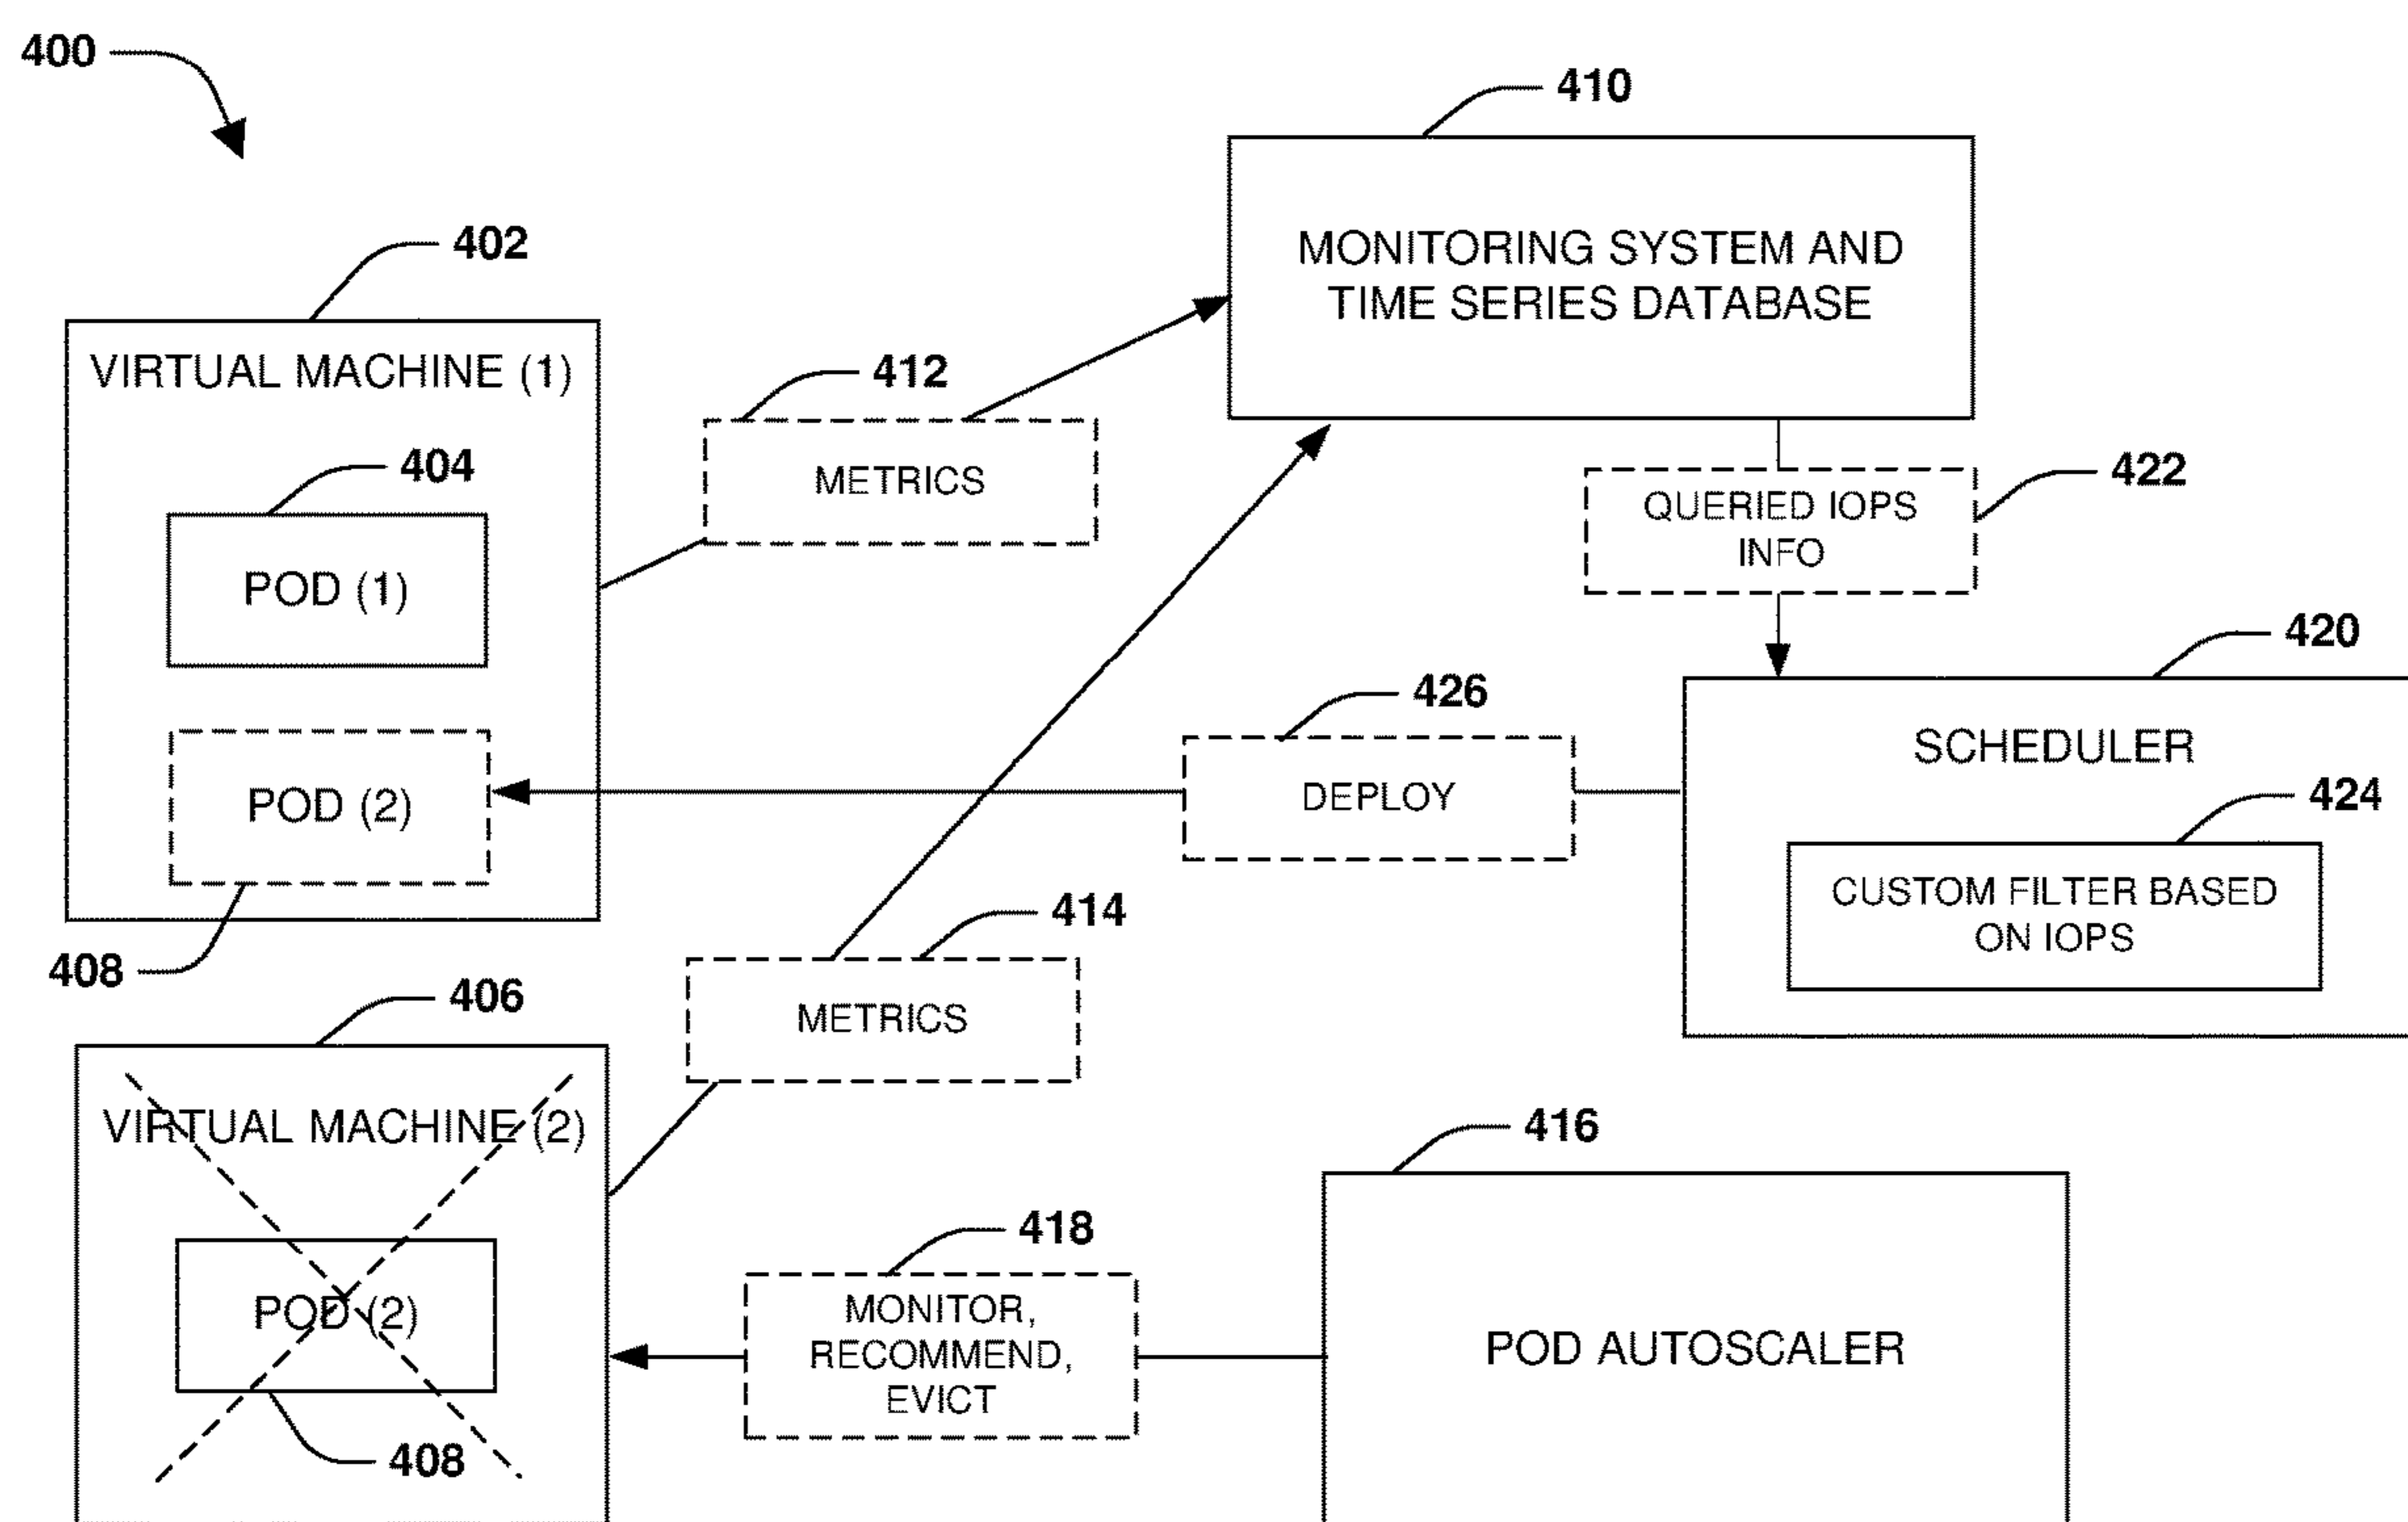 400
410
402
MONITORING SYSTEM AND
TIME SERIES DATABASE
VIRTUAL MACHINE (1)
412
404
METRICS
422
QUERIED IOPS
INFO
POD (1)
420
426
SCHEDULER
POD (2)
DEPLOY
424
CUSTOM FILTER BASED
ON IOPS
408
414
406
METRICS
VIRTUAL MACHINE (2)
416
418
POD (2)
MONITOR,
RECOMMEND,
EVICT
POD AUTOSCALER
408